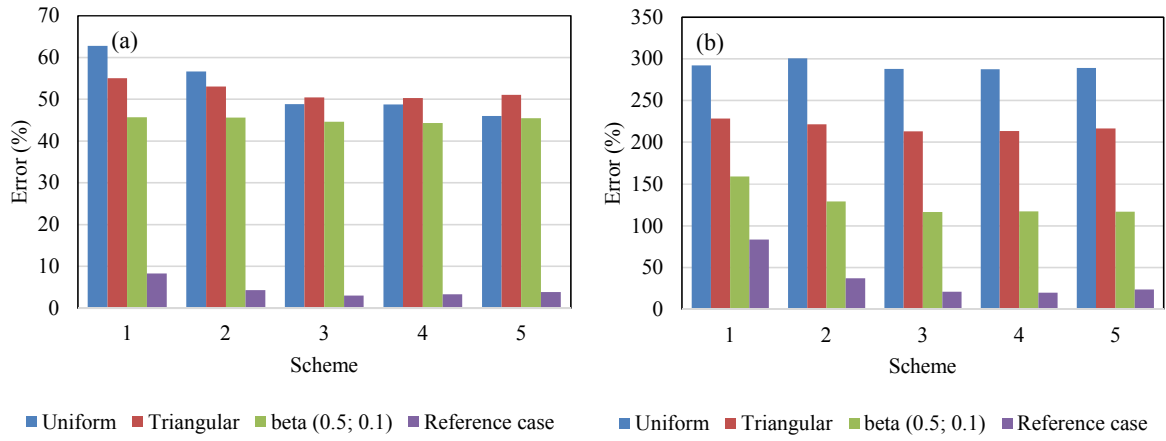 (a)
Error (%)
70
60
50
40
30
20
10
0
1 2 3 4 5
Scheme
Uniform Triangular beta (0.5; 0.1) Reference case
(b)
Error (%)
350
300
250
200
150
100
50
0
1 2 3 4 5
Scheme
Uniform Triangular beta (0.5; 0.1) Reference case